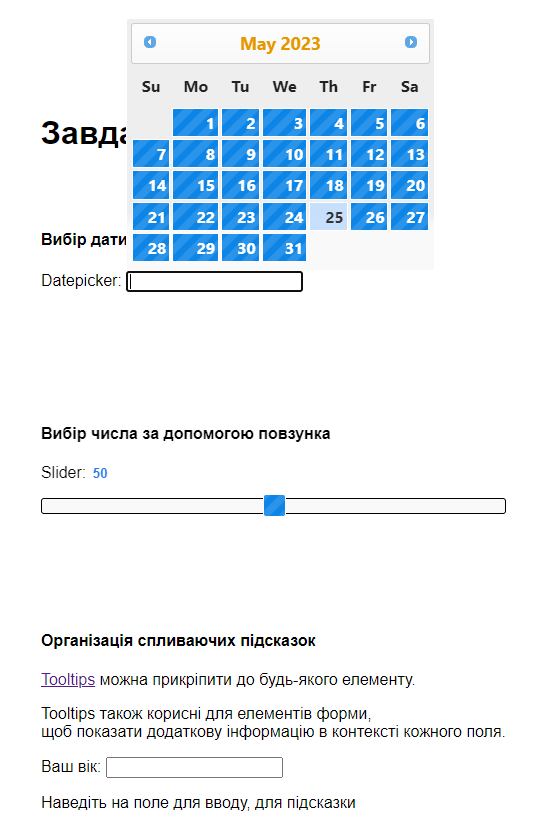 May 2023
Su Mo Tu We Th Fr Sa
1 2 3 4 5 6
7 8 9 10 11 12 13
14 15 16 17 18 19 20
21 22 23 24 25 26 27
28 29 30 31
Вибір дати
Datepicker:
Вибір числа за допомогою повзунка
Slider: 50
Організація спливаючих підсказок
Tooltips можна прикріпити до будь-якого елементу.
Tooltips також корисні для елементів форми,
щоб показати додаткову інформацію в контексті кожного поля.
Ваш вік:
Наведіть на поле для вводу, для підсказки